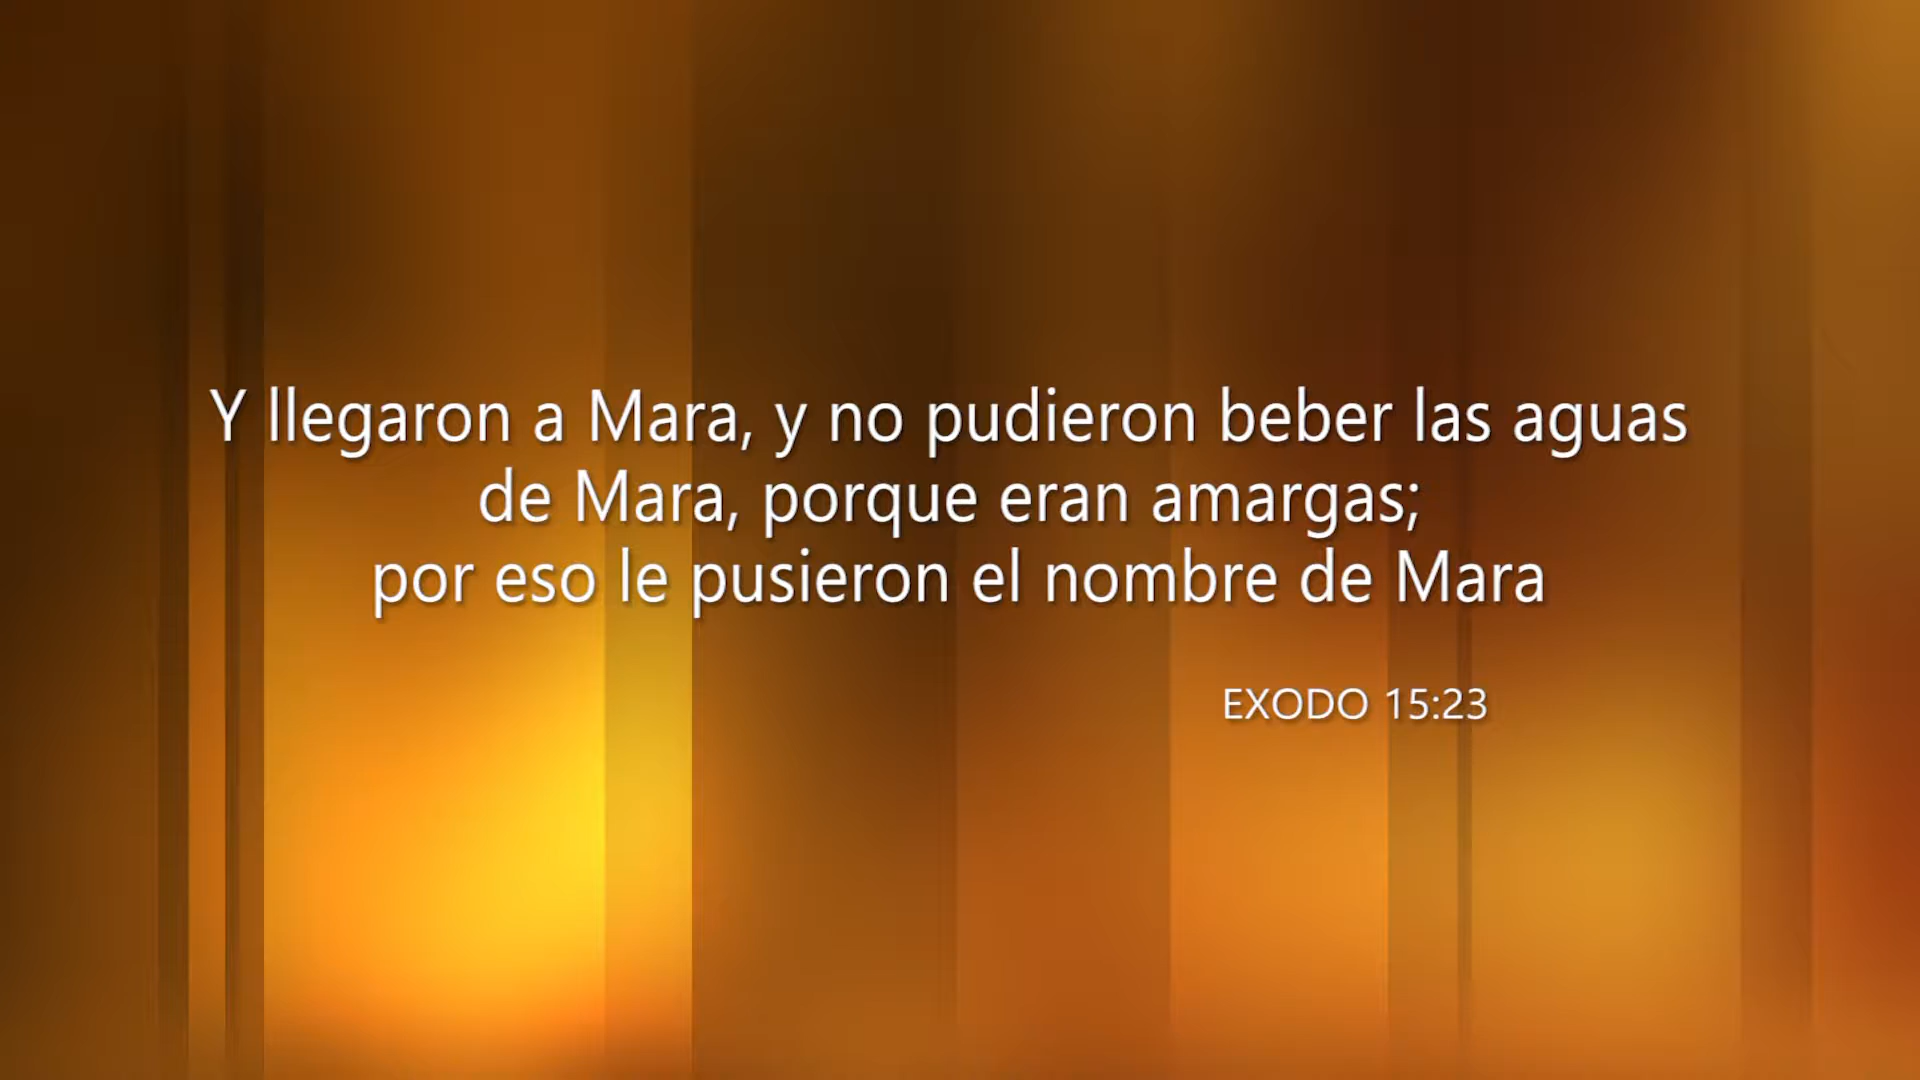 Y llegaron a Mara, y no pudieron beber las aguas
de Mara, porque eran amargas;
por eso le pusieron el nombre de Mara
EXODO 15:23